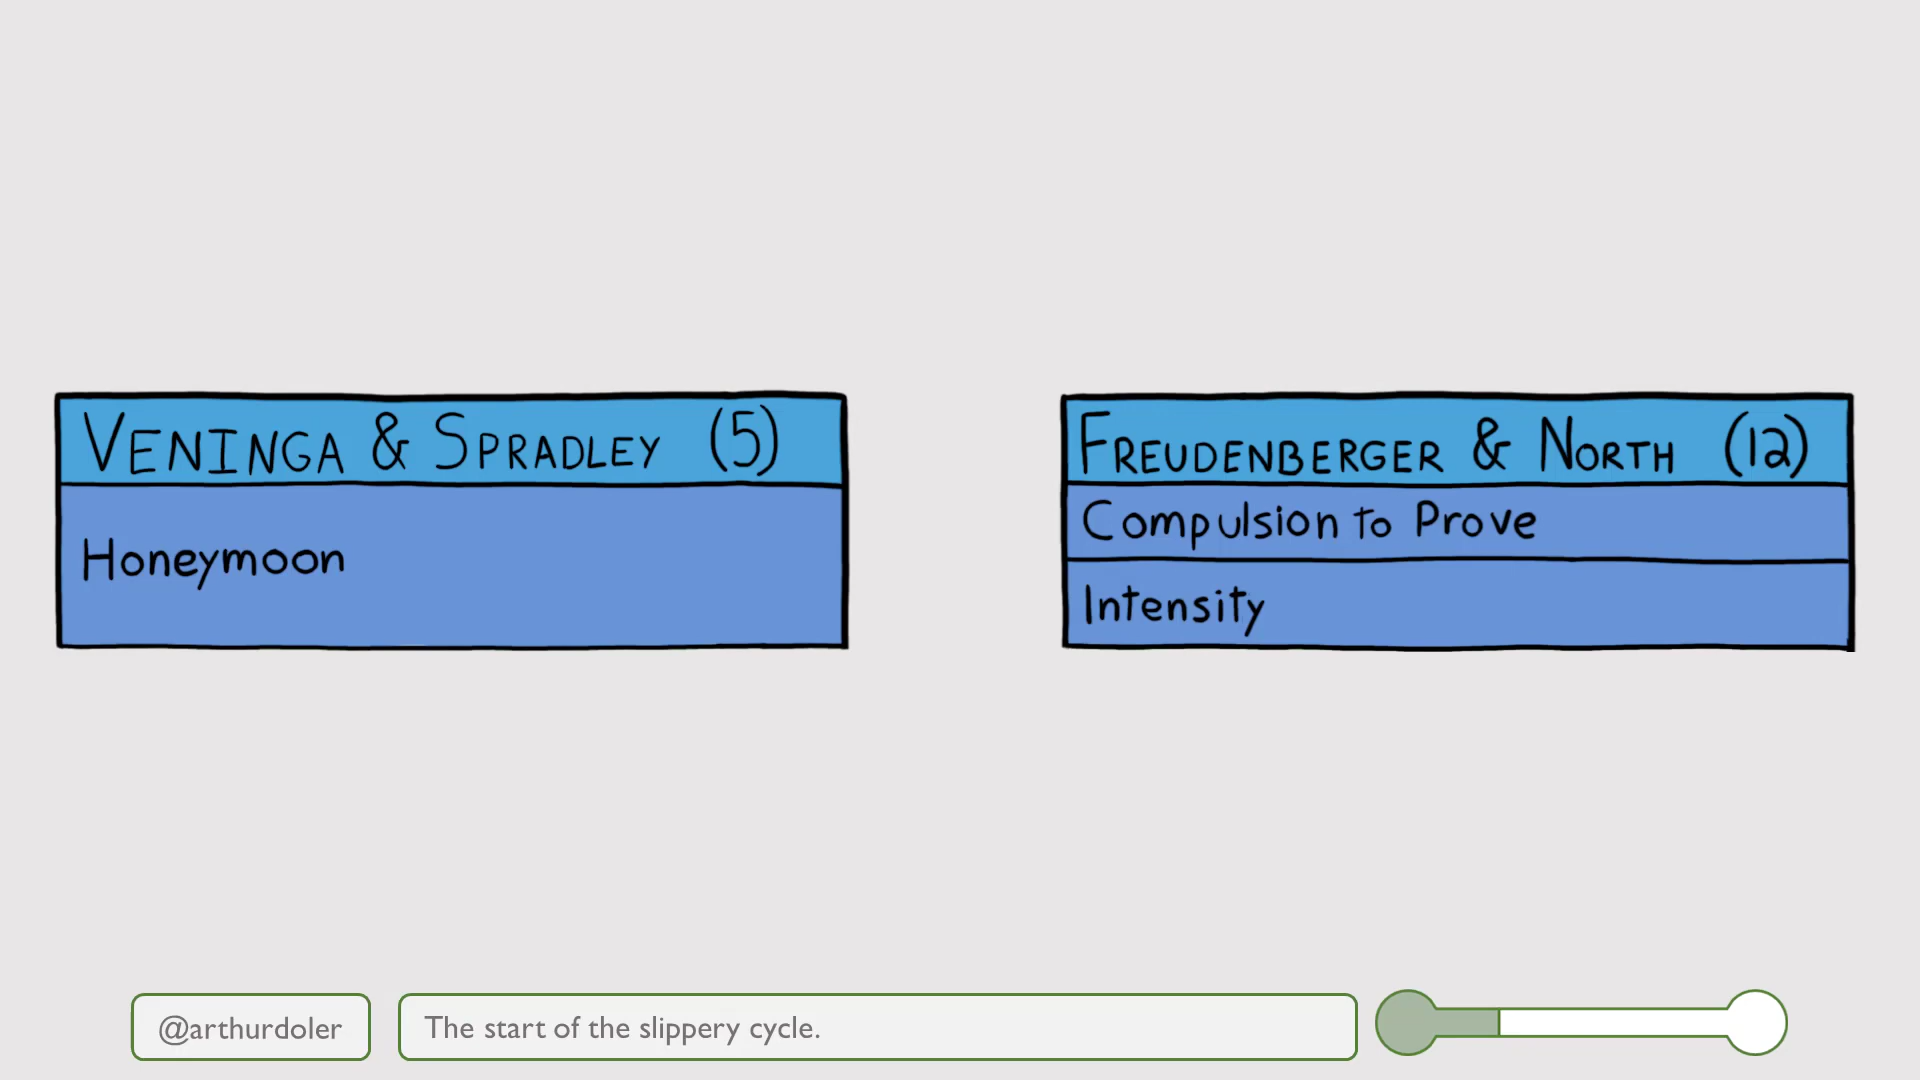 VENINGA & SPRADLEY (5)
Honeymoon
FREUDENBERGER & NORTH (12)
Compulsion to Prove
Intensity
@arthurdoler
The start of the slippery cycle.